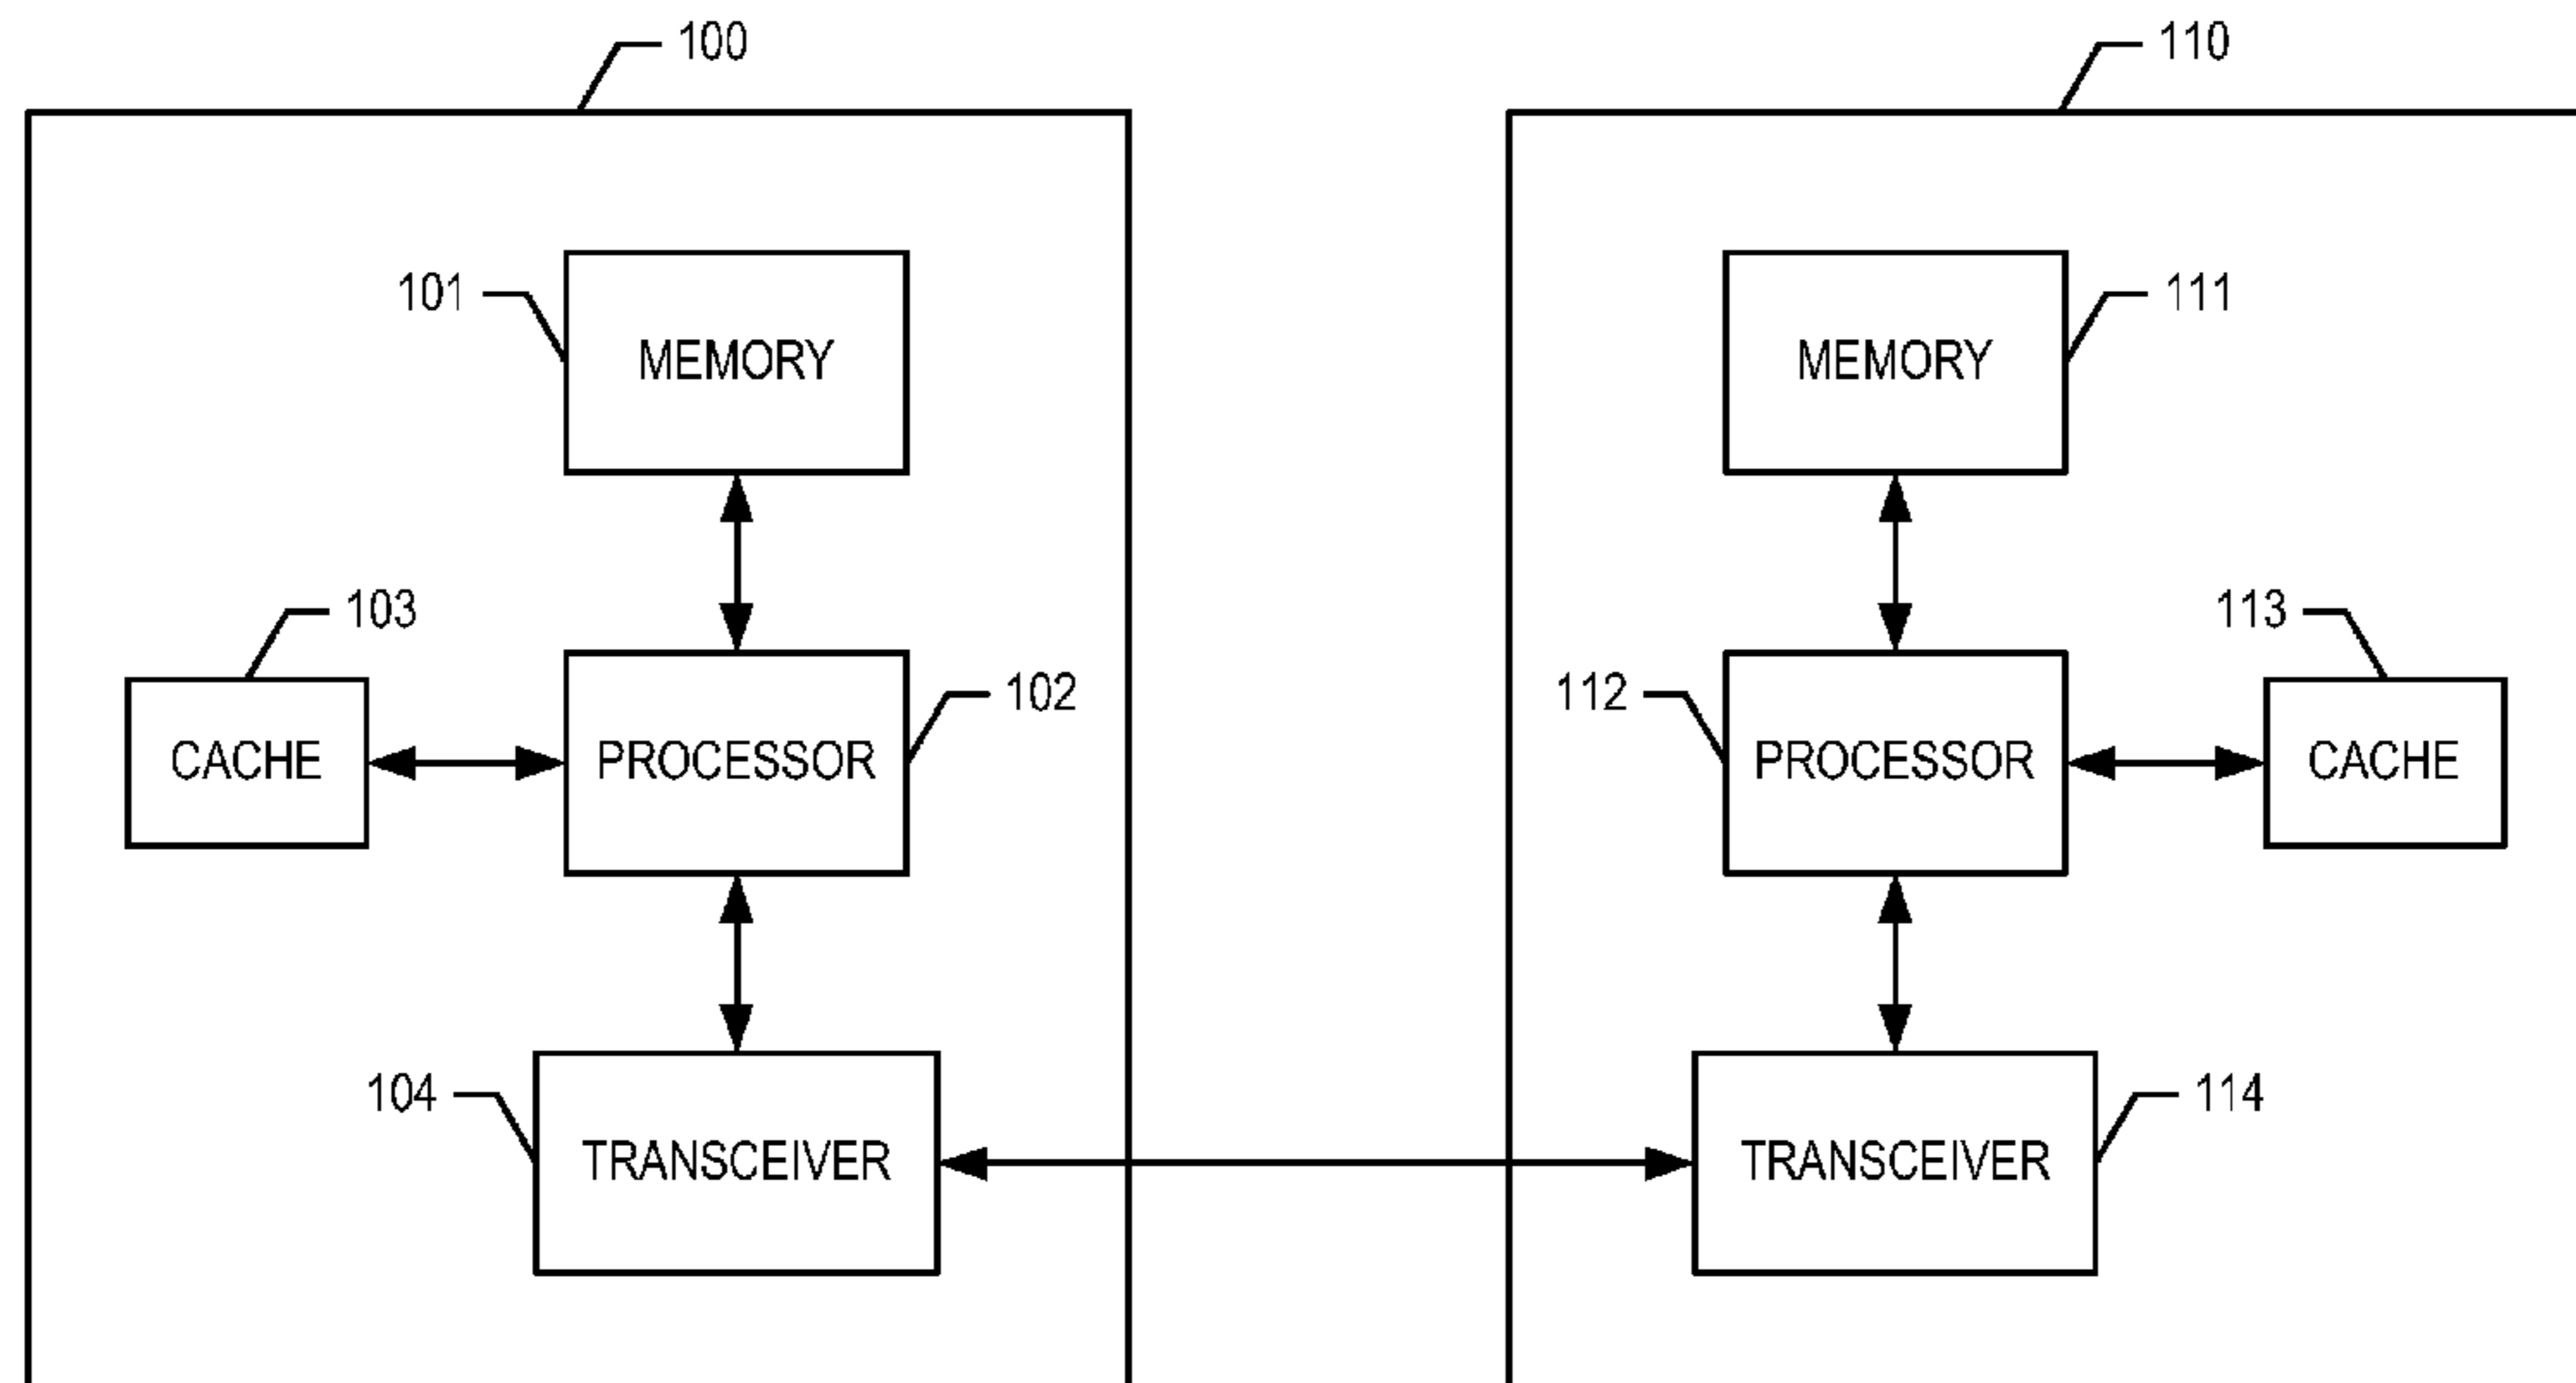 100
110
101
MEMORY
MEMORY
111
103
113
102
112
CACHE
PROCESSOR
PROCESSOR
CACHE
104
114
TRANSCEIVER
TRANSCEIVER